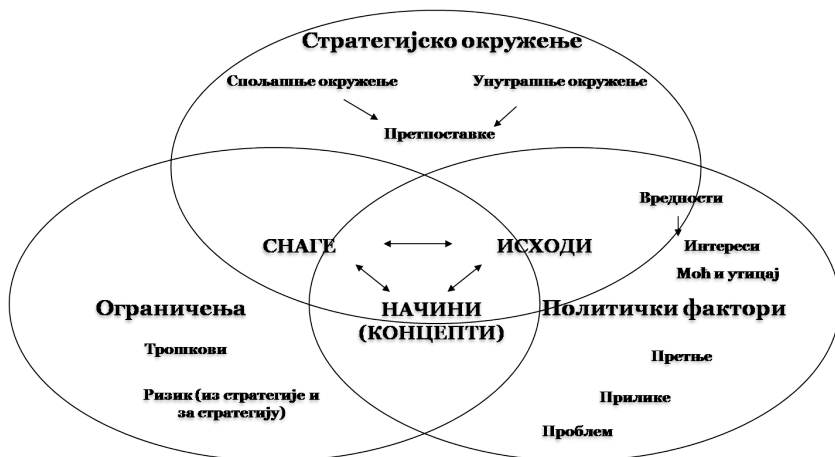 Стратегијско окружење
Спољашње окружење
Унутрашње окружење
Претпоставке
Вредности
СНАГЕ
ИСХОДИ
Интереси
Моћ и утицај
Ограничења
НАЧИНИ
(КОНЦЕПТИ)
Политички фактори
Трошкови
Претње
Ризик (из стратегије и
за стратегију)
Прилике
Проблем